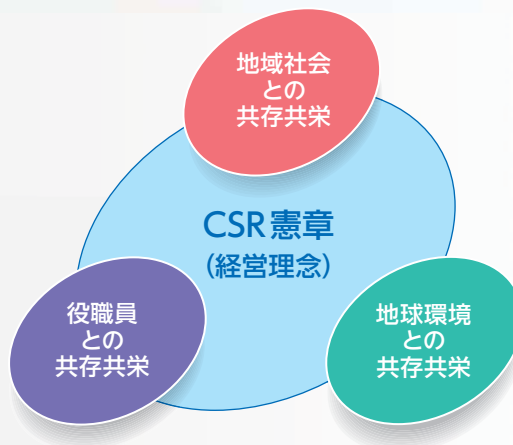 地域社会
との
共存共栄
CSR憲章
(経営理念)
役職員
との
共存共栄
地球環境
との
共存共栄